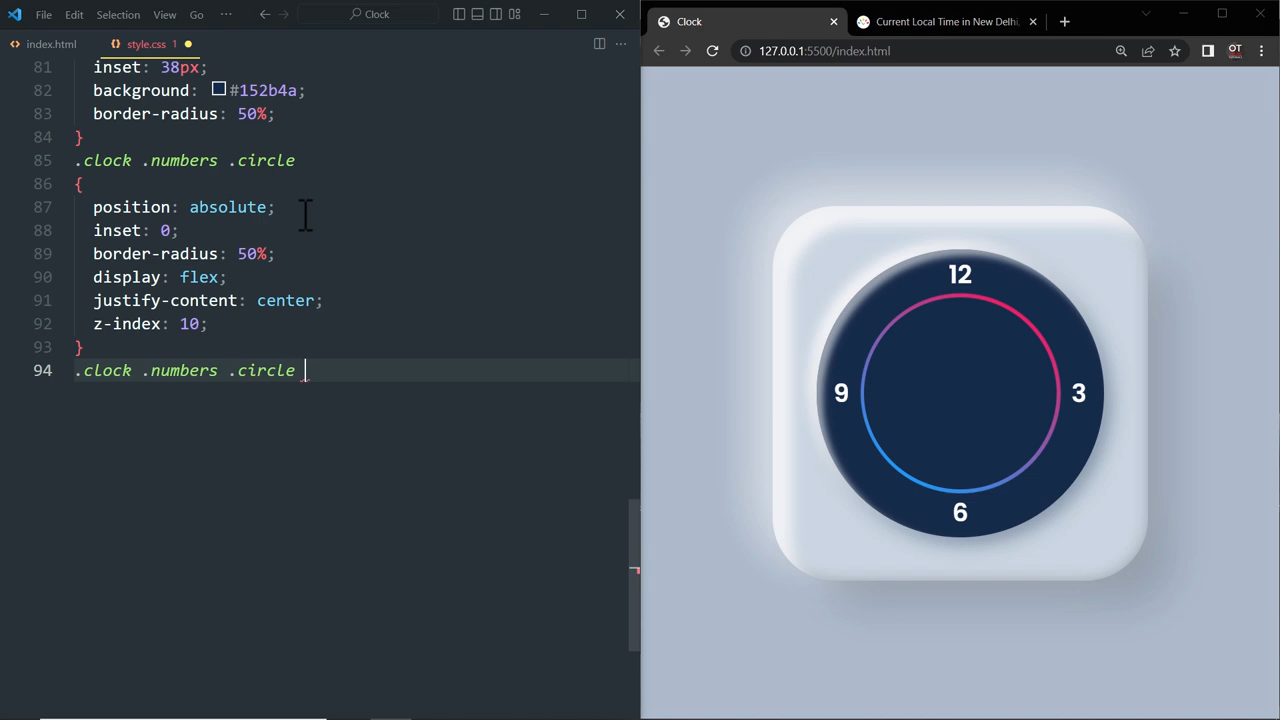 File Edit Selection View Go ··· Clock
index.html style.css 1
81 inset: 38px;
82 background: #152b4a;
83 border-radius: 50%;
84 }
85 .clock .numbers .circle
86 {
87 position: absolute;
88 inset: 0;
89 border-radius: 50%;
90 display: flex;
91 justify-content: center;
92 z-index: 10;
93 }
94 .clock .numbers .circle
Clock Current Local Time in New Delhi,
127.0.0.1:5500/index.html
OT
12
9 3
6